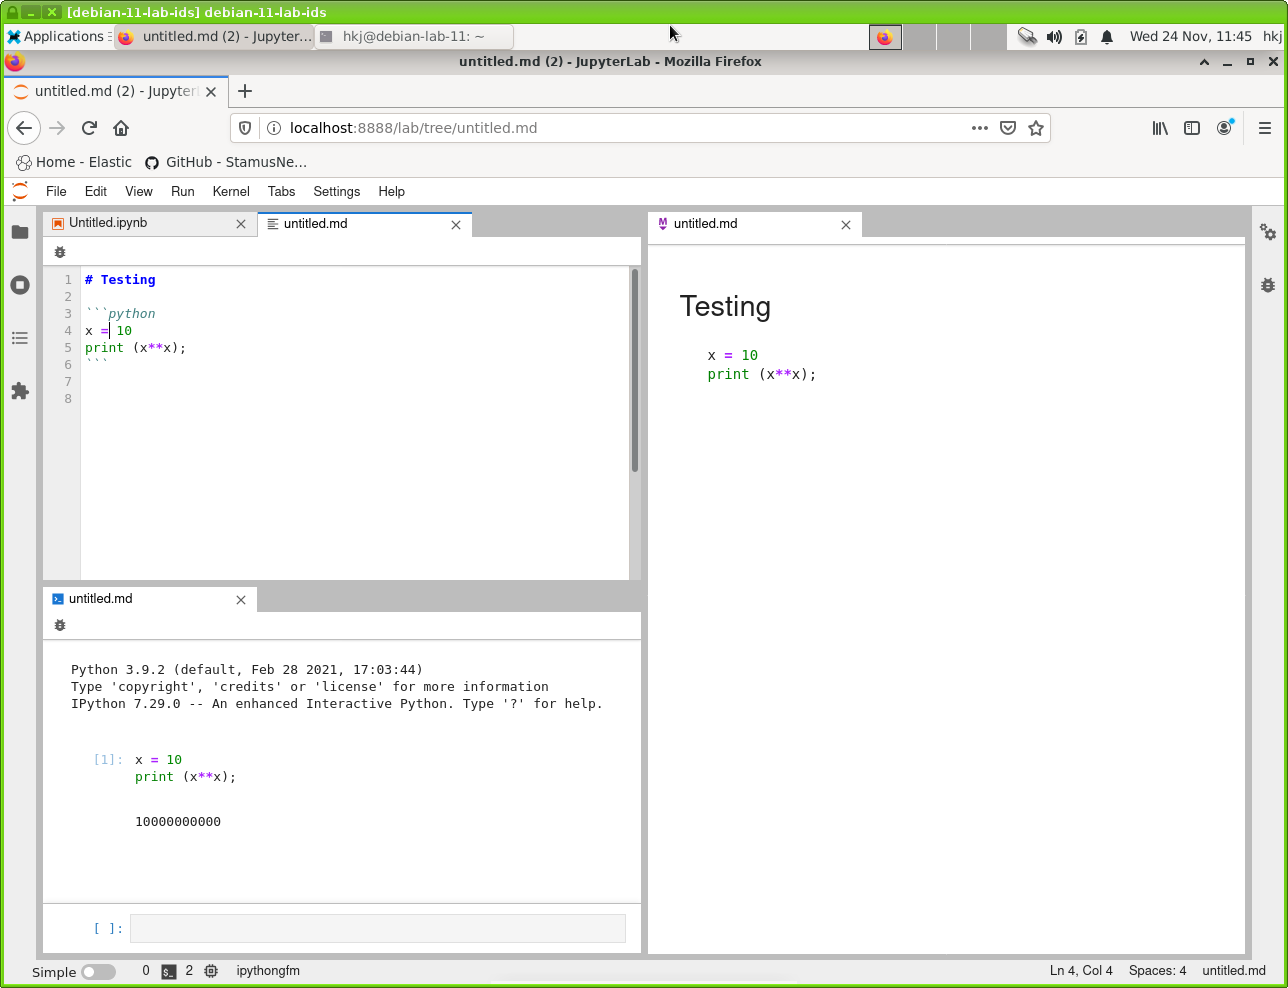 [debian-11-lab-ids] debian-11-lab-ids
Applications
untitled.md (2) - Jupyter...
hkj@debian-lab-11: ~
Wed 24 Nov, 11:45
hkj
untitled.md (2) - JupyterLab - Mozilla Firefox
untitled.md (2) - Jupyter
localhost:8888/lab/tree/untitled.md
Home - Elastic
GitHub - StamusNe...
File Edit View Run Kernel Tabs Settings Help
Untitled.ipynb
untitled.md
1 # Testing
2
3 ```python
4 x = 10
5 print (x**x);
6 ```
7
8
untitled.md
Python 3.9.2 (default, Feb 28 2021, 17:03:44)
Type 'copyright', 'credits' or 'license' for more information
IPython 7.29.0 -- An enhanced Interactive Python. Type '?' for help.
[1]: x = 10
print (x**x);
10000000000
[ ]:
untitled.md
Testing
x = 10
print (x**x);
Simple 0 $_ 2 ipythongfm
Ln 4, Col 4 Spaces: 4 untitled.md